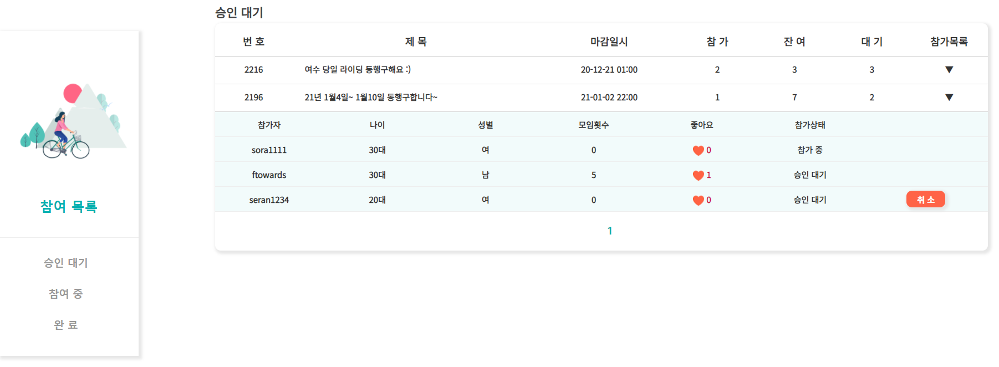 승인 대기
번 호 제 목 마감일시 참 가 잔 여 대 기 참가목록
2216 여수 당일 라이딩 동행구해요 :) 20-12-21 01:00 2 3 3 ▼
2196 21년 1월4일~ 1월10일 동행구합니다~ 21-01-02 22:00 1 7 2 ▼
참가자 나이 성별 모임횟수 좋아요 참가상태
sora1111 30대 여 0 0 참가 중
ftowards 30대 남 5 1 승인 대기
seran1234 20대 여 0 0 승인 대기 취 소
1
참여 목록
승인 대기
참여 중
완 료